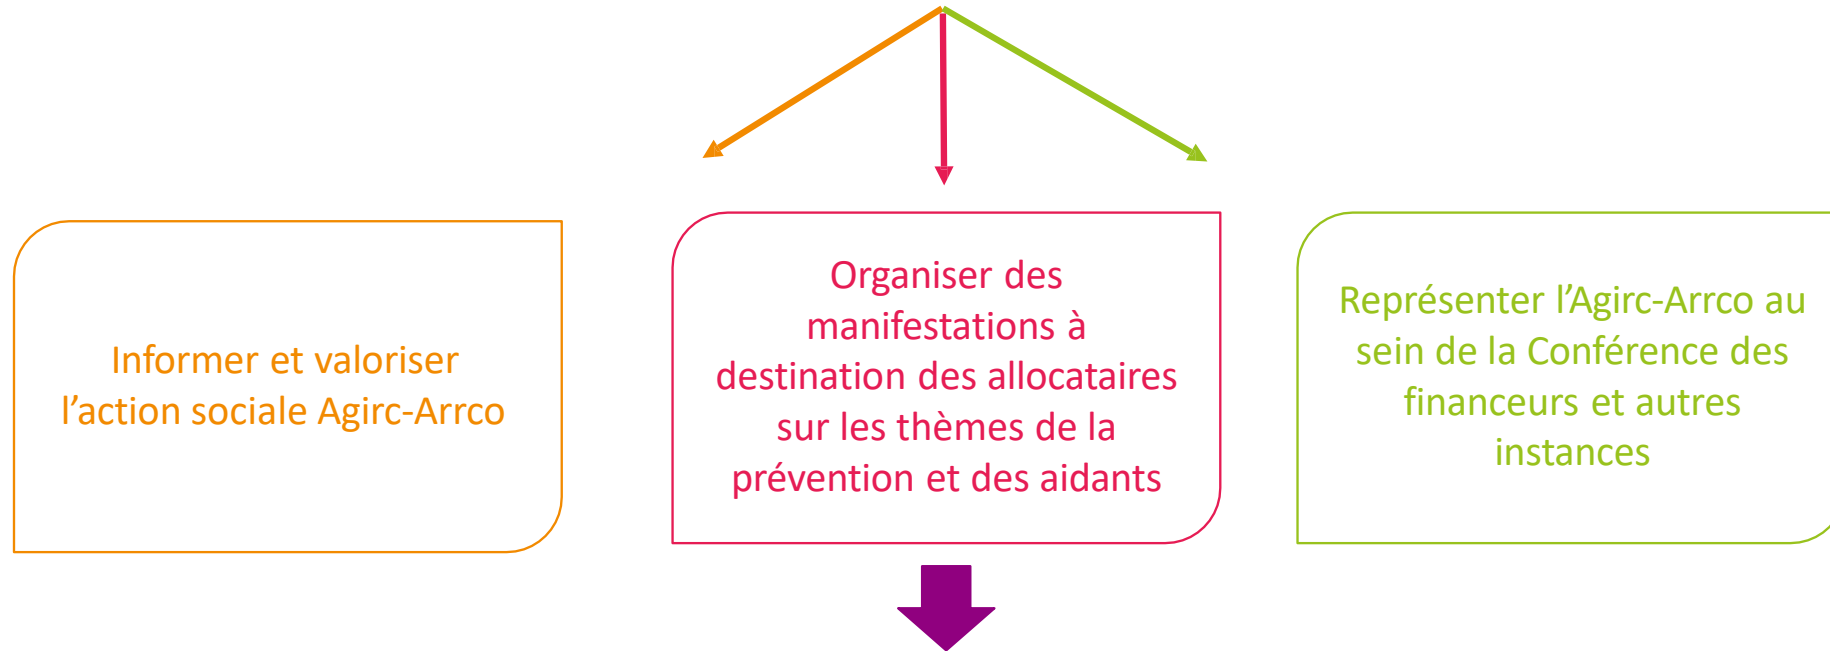 Informer et valoriser
l’action sociale Agirc-Arrco
Organiser des
manifestations à
destination des allocataires
sur les thèmes de la
prévention et des aidants
Représenter l’Agirc-Arrco au
sein de la Conférence des
financeurs et autres
instances